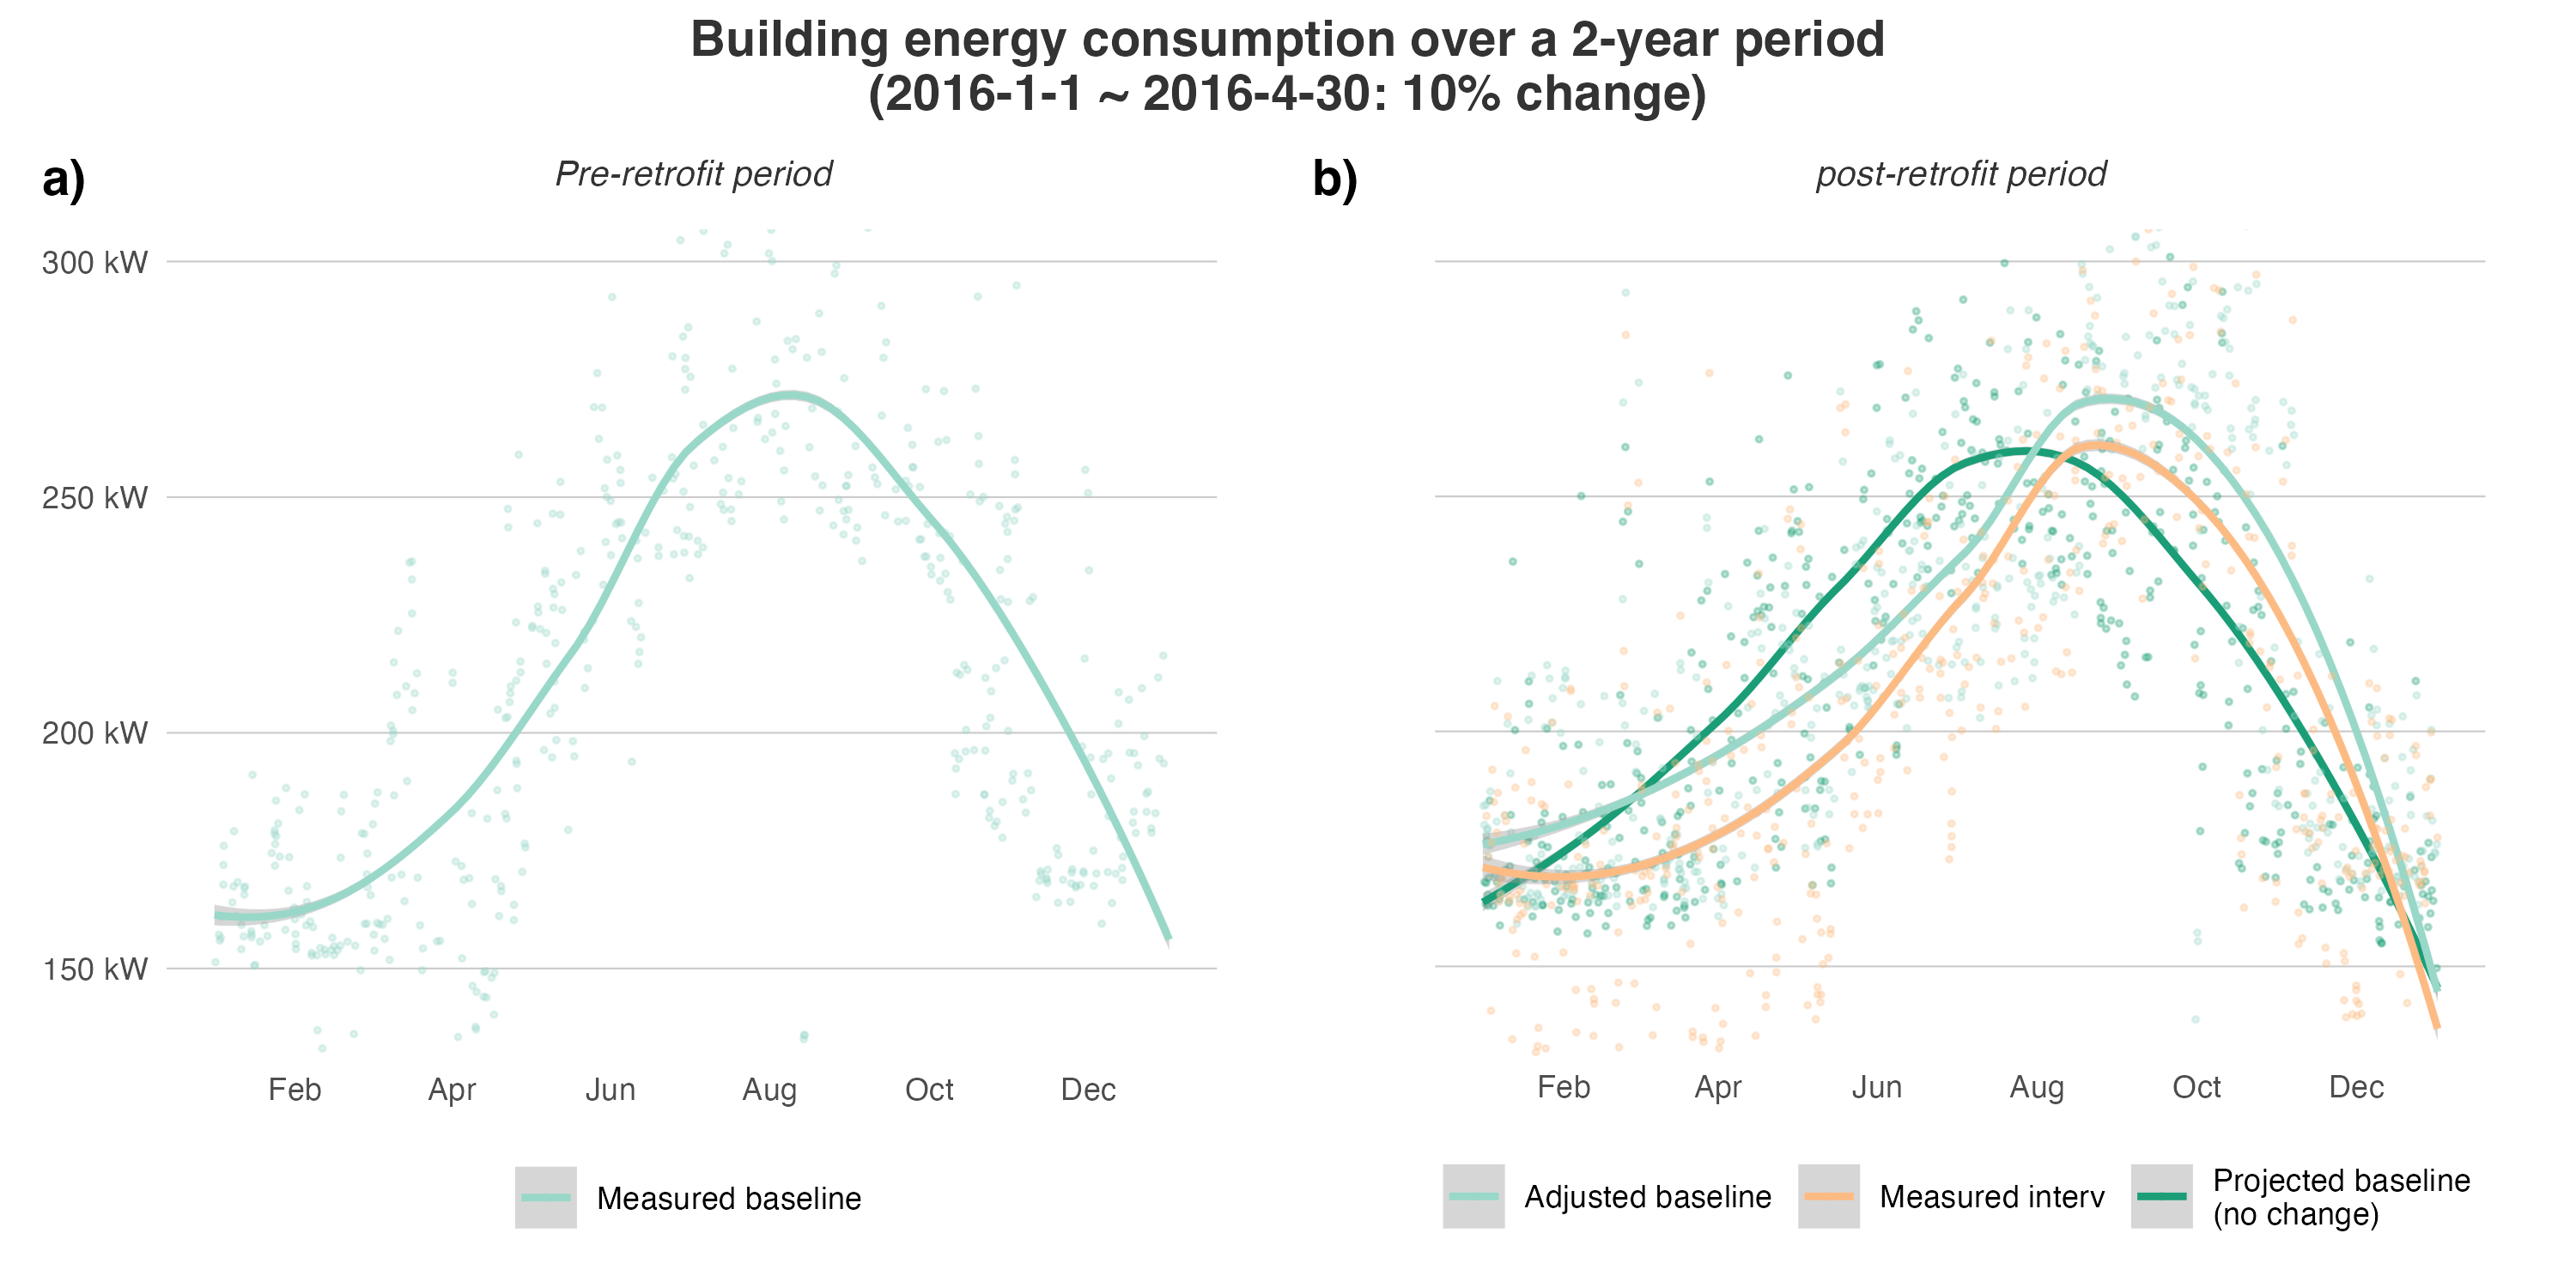 Building energy consumption over a 2-year period
(2016-1-1 ~ 2016-4-30: 10% change)
a)
Pre-retrofit period
300 kW
250 kW
200 kW
150 kW
Feb Apr Jun Aug Oct Dec
Measured baseline
b)
post-retrofit period
Feb Apr Jun Aug Oct Dec
Adjusted baseline
Measured interv
Projected baseline
(no change)